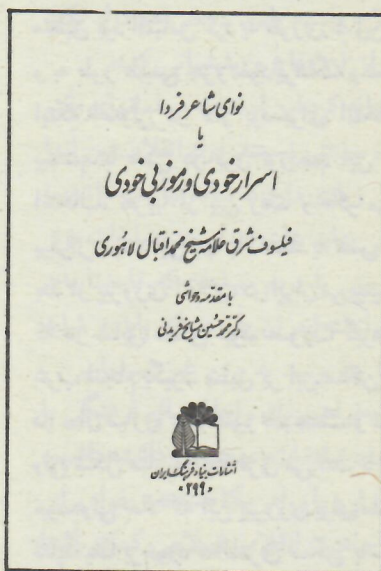 نوای شاعر فردا
یا
اسرار خودی و رموز بی خودی
فیلسوف شرق علامه شیخ محمد اقبال لاهوری
با مقدمه و حواشی
دکتر محمد حسین مشایخ فریدنی
انتشارات بنیاد فرهنگ ایران
«۲۹۹»